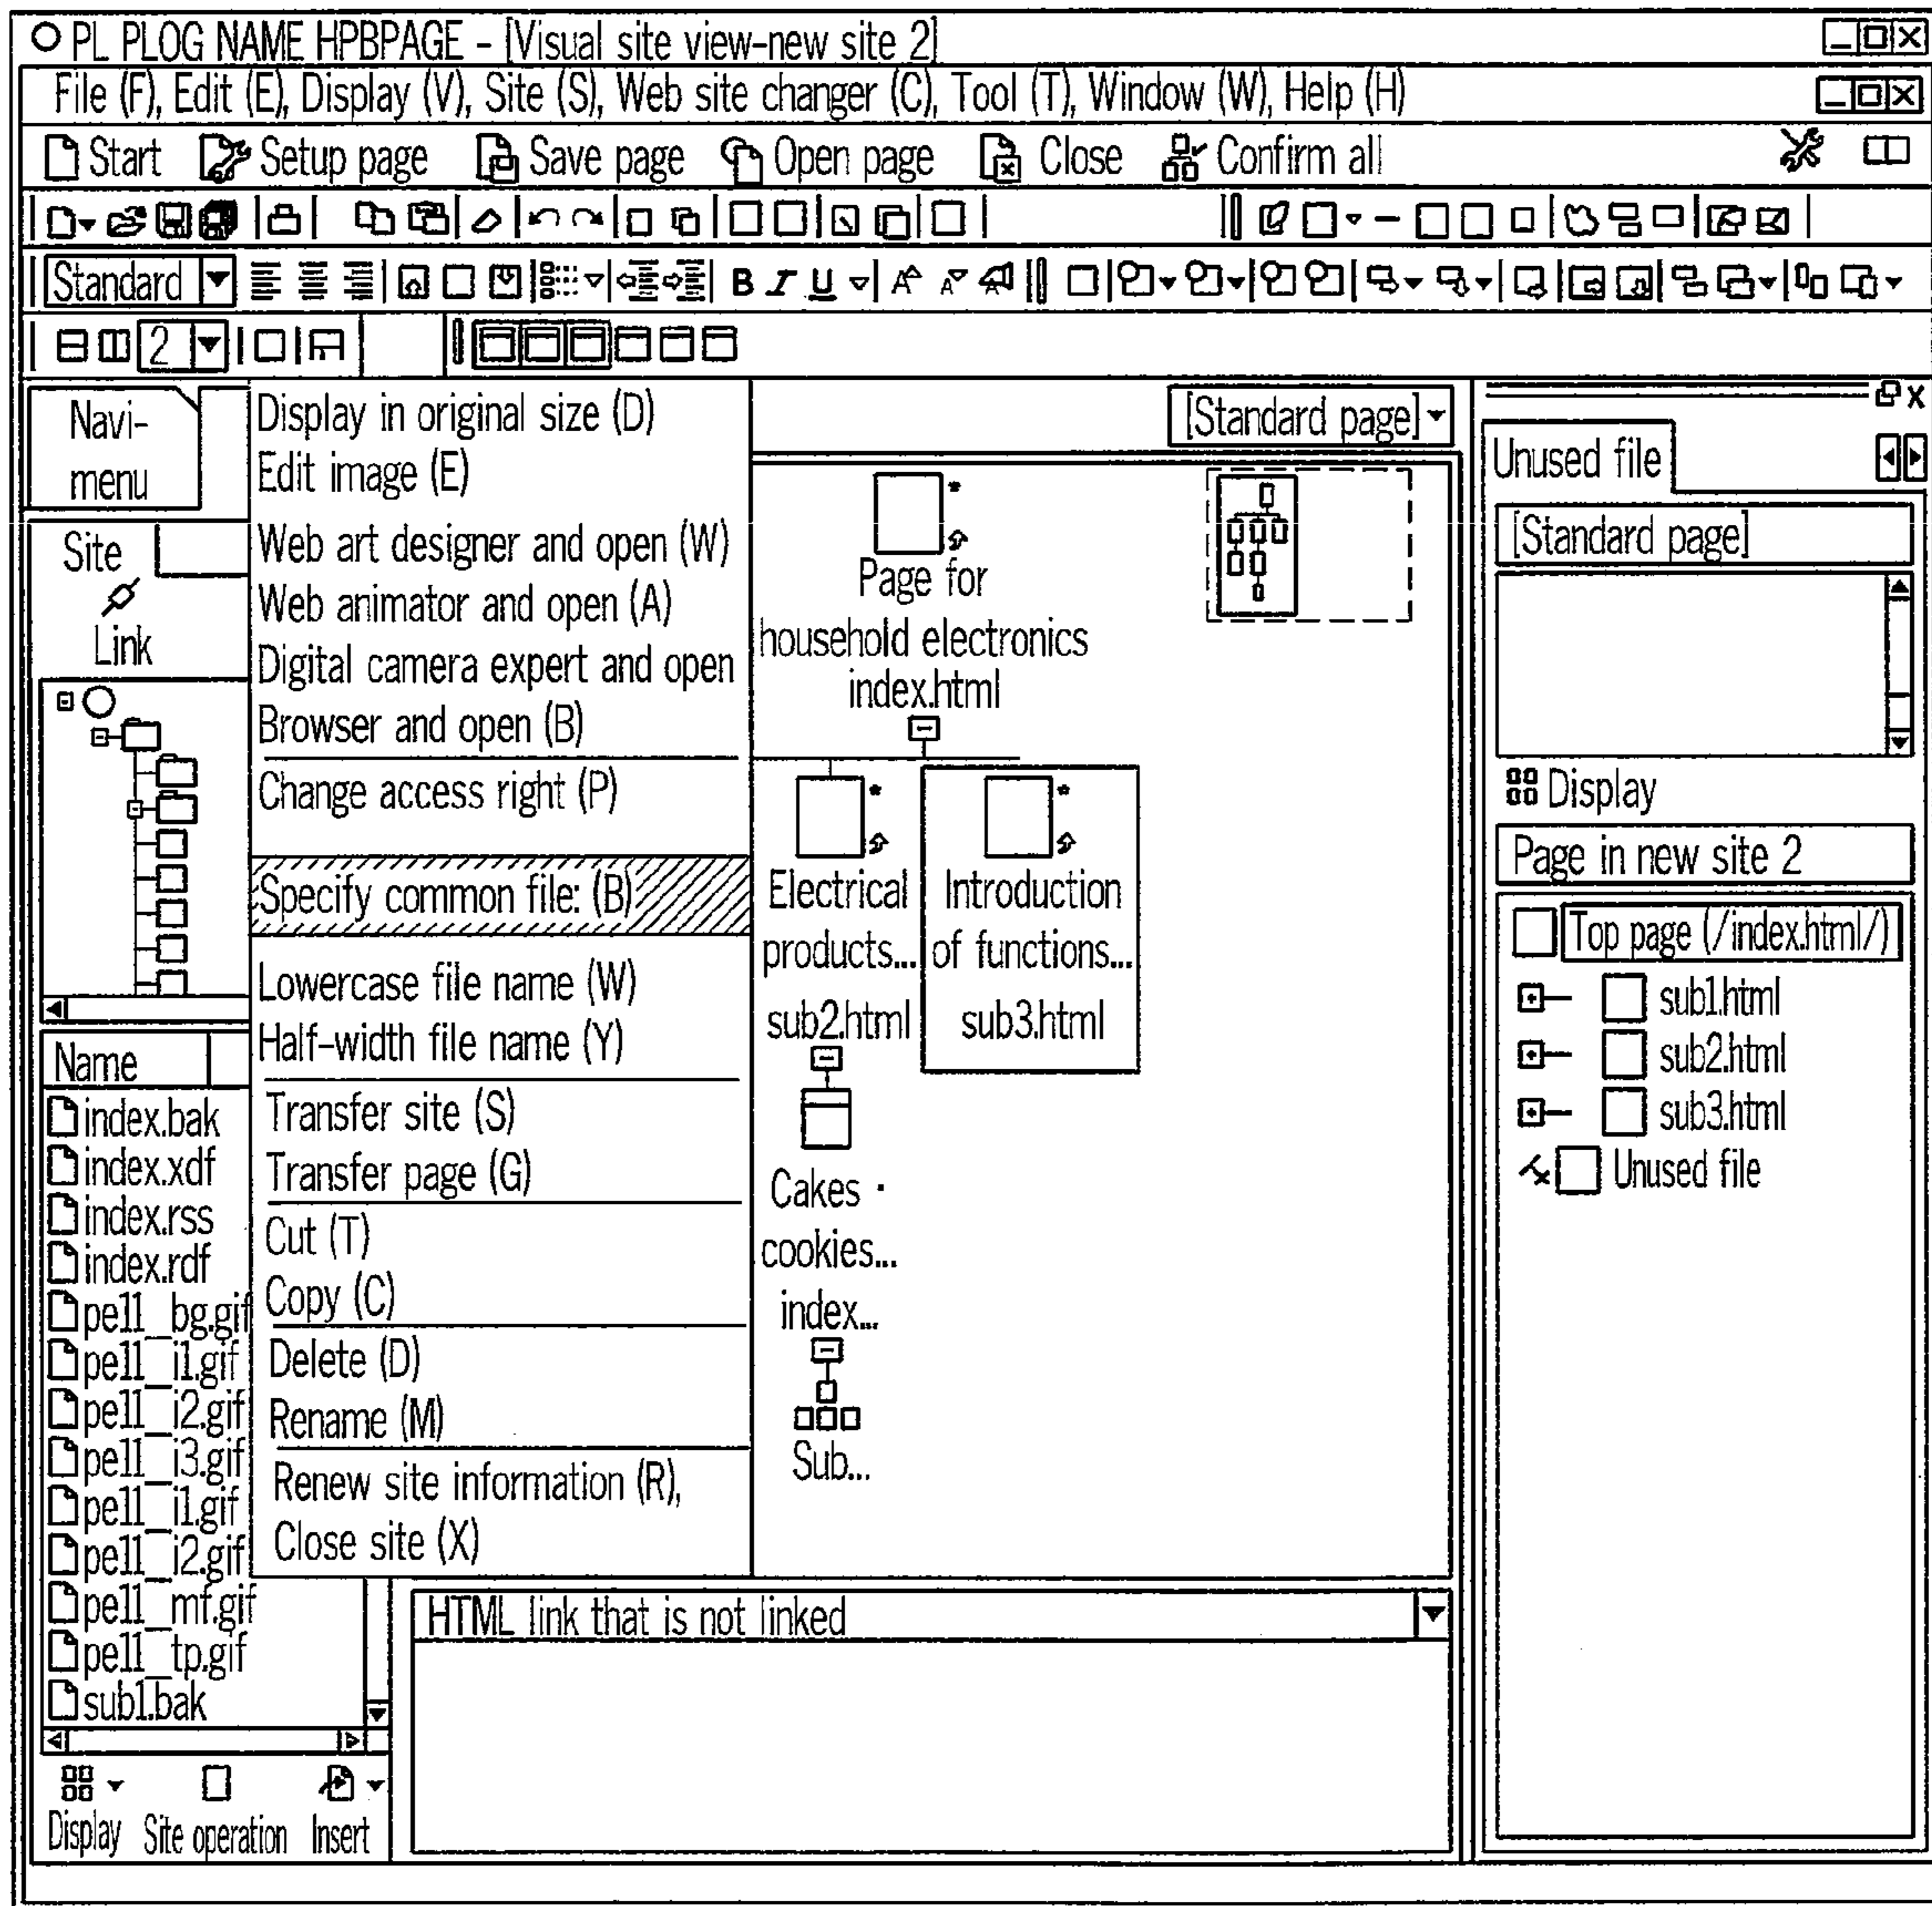 PL PLOG NAME HPBPAGE - [Visual site view-new site 2]
File (F), Edit (E), Display (V), Site (S), Web site changer (C), Tool (T), Window (W), Help (H)
Start Setup page Save page Open page Close Confirm all
Standard B I U A A A
2
Navi-
menu
Site
Link
Name
index.bak
index.xdf
index.rss
index.rdf
pe11_bg.gif
pe11_i1.gif
pe11_i2.gif
pe11_i3.gif
pe11_i1.gif
pe11_i2.gif
pe11_mf.gif
pe11_tp.gif
sub1.bak
Display Site operation Insert
Display in original size (D)
Edit image (E)
Web art designer and open (W)
Web animator and open (A)
Digital camera expert and open
Browser and open (B)
Change access right (P)
Specify common file: (B)
Lowercase file name (W)
Half-width file name (Y)
Transfer site (S)
Transfer page (G)
Cut (T)
Copy (C)
Delete (D)
Rename (M)
Renew site information (R),
Close site (X)
[Standard page]
Page for
household electronics
index.html
Electrical
products...
sub2.html
Introduction
of functions...
sub3.html
Cakes ·
cookies...
index...
Sub...
HTML link that is not linked
Unused file
[Standard page]
Display
Page in new site 2
Top page (/index.html/)
sub1.html
sub2.html
sub3.html
Unused file